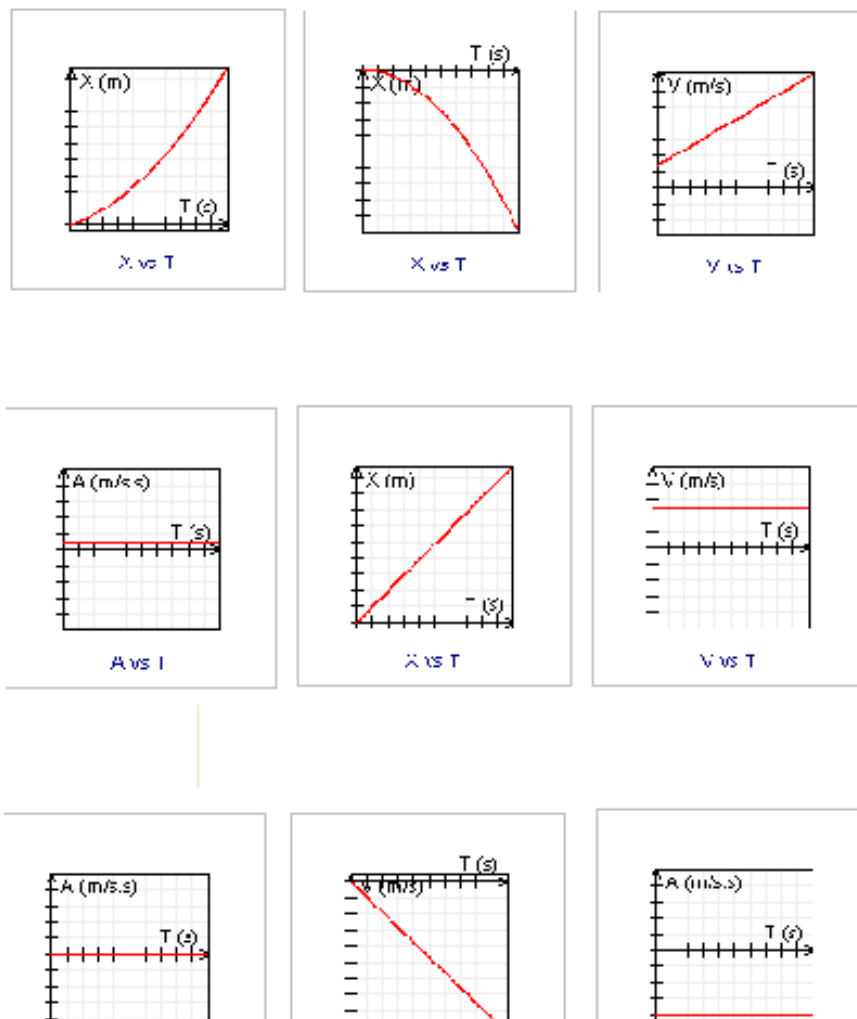 X (m)
T (s)
X vs T
T (s)
X (m)
X vs T
V (m/s)
(s)
V vs T
A (m/s.s)
T (s)
A vs T
X (m)
(s)
X vs T
V (m/s)
T (s)
V vs T
A (m/s.s)
T (s)
T (s)
V (m/s)
A (m/s.s)
T (s)